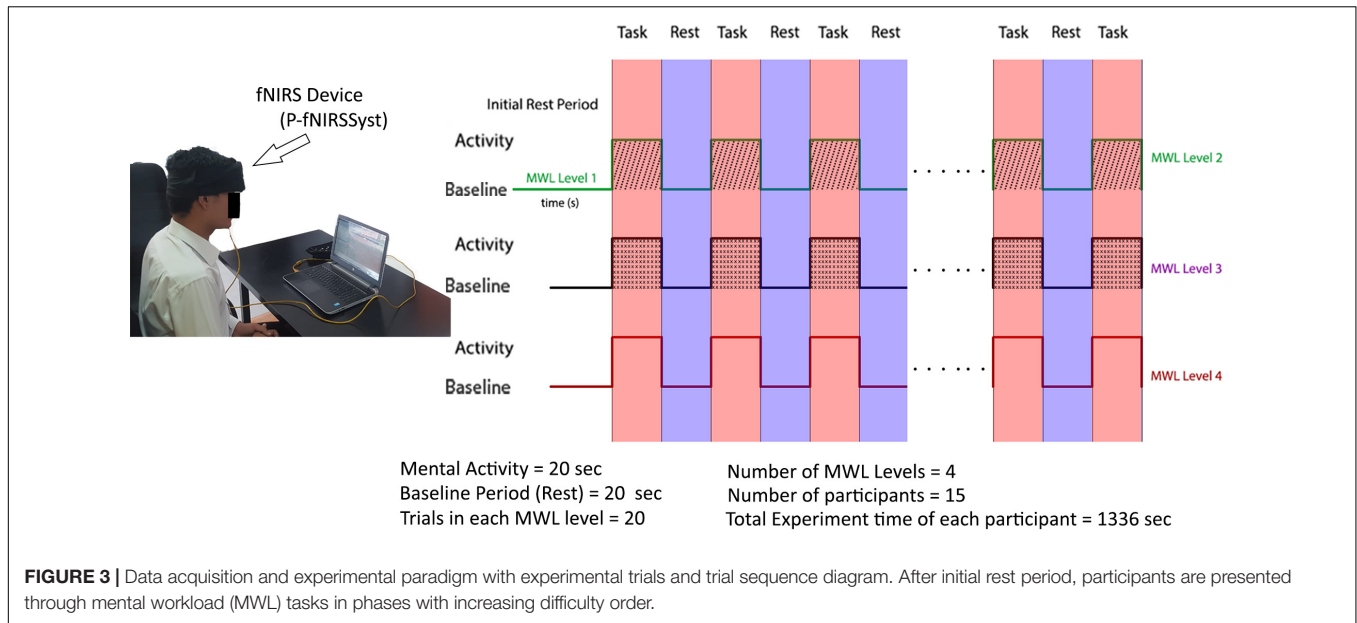 Task Rest Task Rest Task Rest Task Rest Task
fNIRS Device
(P-fNIRSSyst)
Initial Rest Period
Activity
MWL Level 2
MWL Level 1
Baseline
time (s)
Activity
MWL Level 3
Baseline
Activity
MWL Level 4
Baseline
Mental Activity = 20 sec
Baseline Period (Rest) = 20 sec
Trials in each MWL level = 20
Number of MWL Levels = 4
Number of participants = 15
Total Experiment time of each participant = 1336 sec
FIGURE 3 | Data acquisition and experimental paradigm with experimental trials and trial sequence diagram. After initial rest period, participants are presented
through mental workload (MWL) tasks in phases with increasing difficulty order.